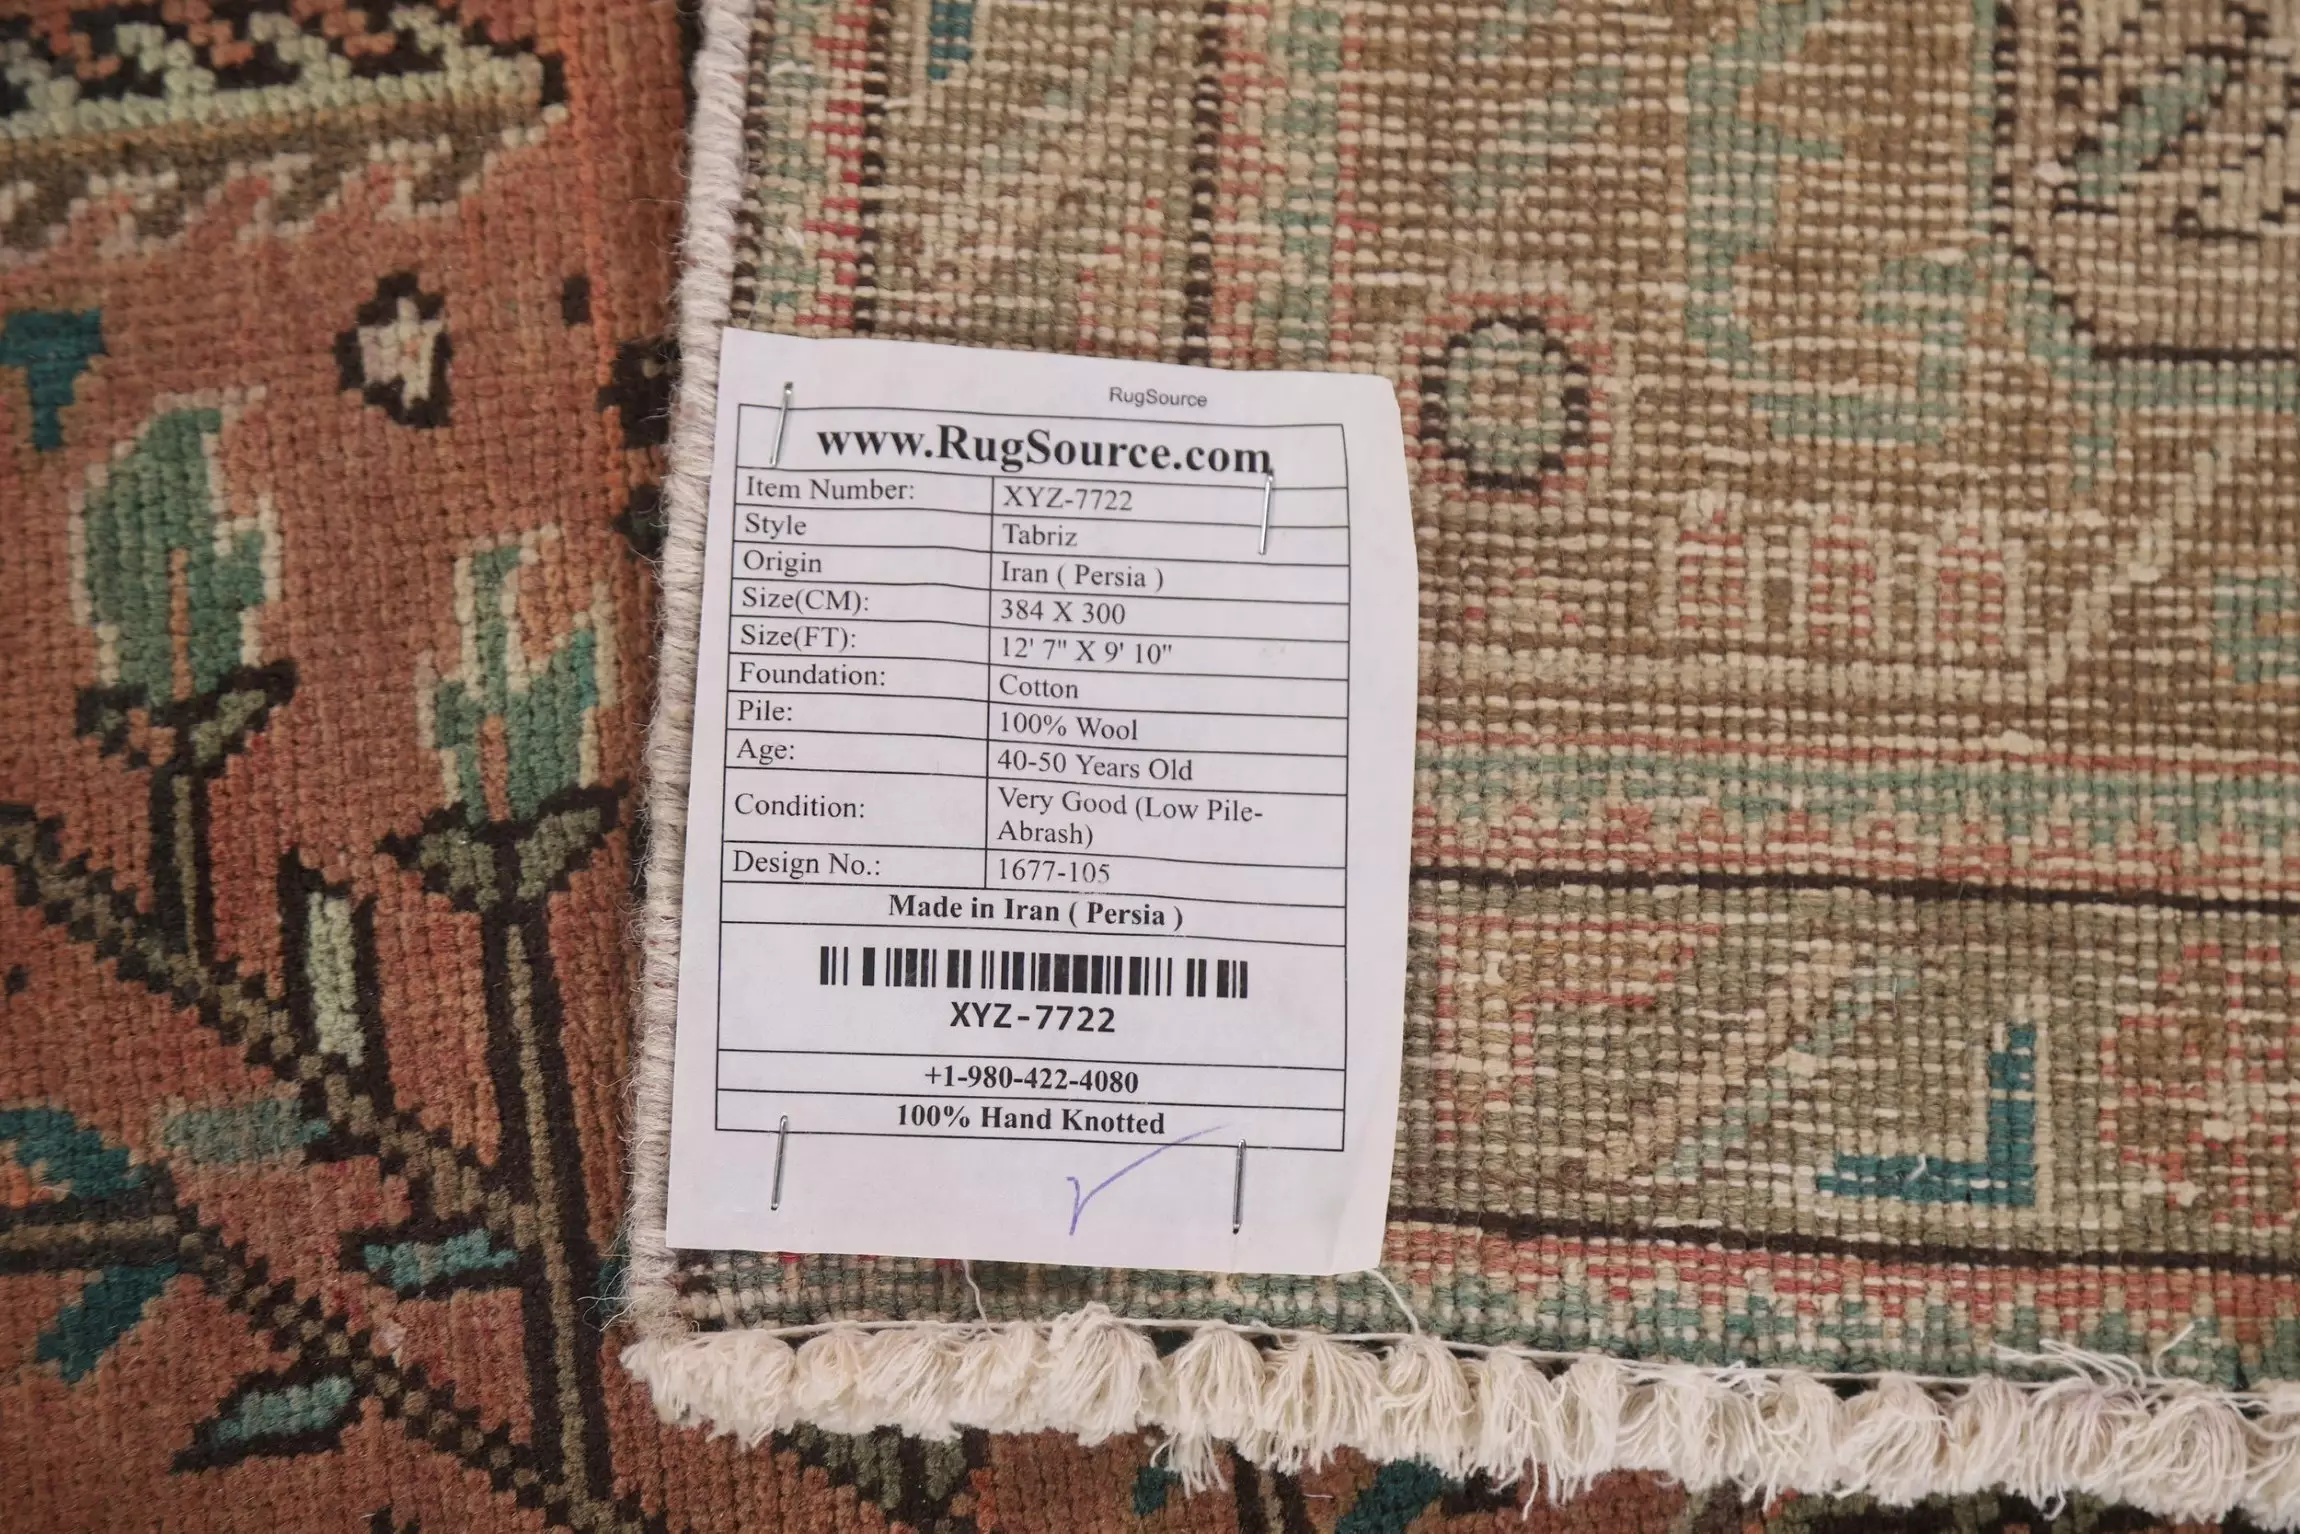 RugSource
www.RugSource.com
Item Number: XYZ-7722
Style Tabriz
Origin Iran ( Persia )
Size(CM): 384 X 300
Size(FT): 12' 7" X 9' 10"
Foundation: Cotton
Pile: 100% Wool
Age: 40-50 Years Old
Condition: Very Good (Low Pile-
Abrash)
Design No.: 1677-105
Made in Iran ( Persia )
XYZ-7722
+1-980-422-4080
100% Hand Knotted